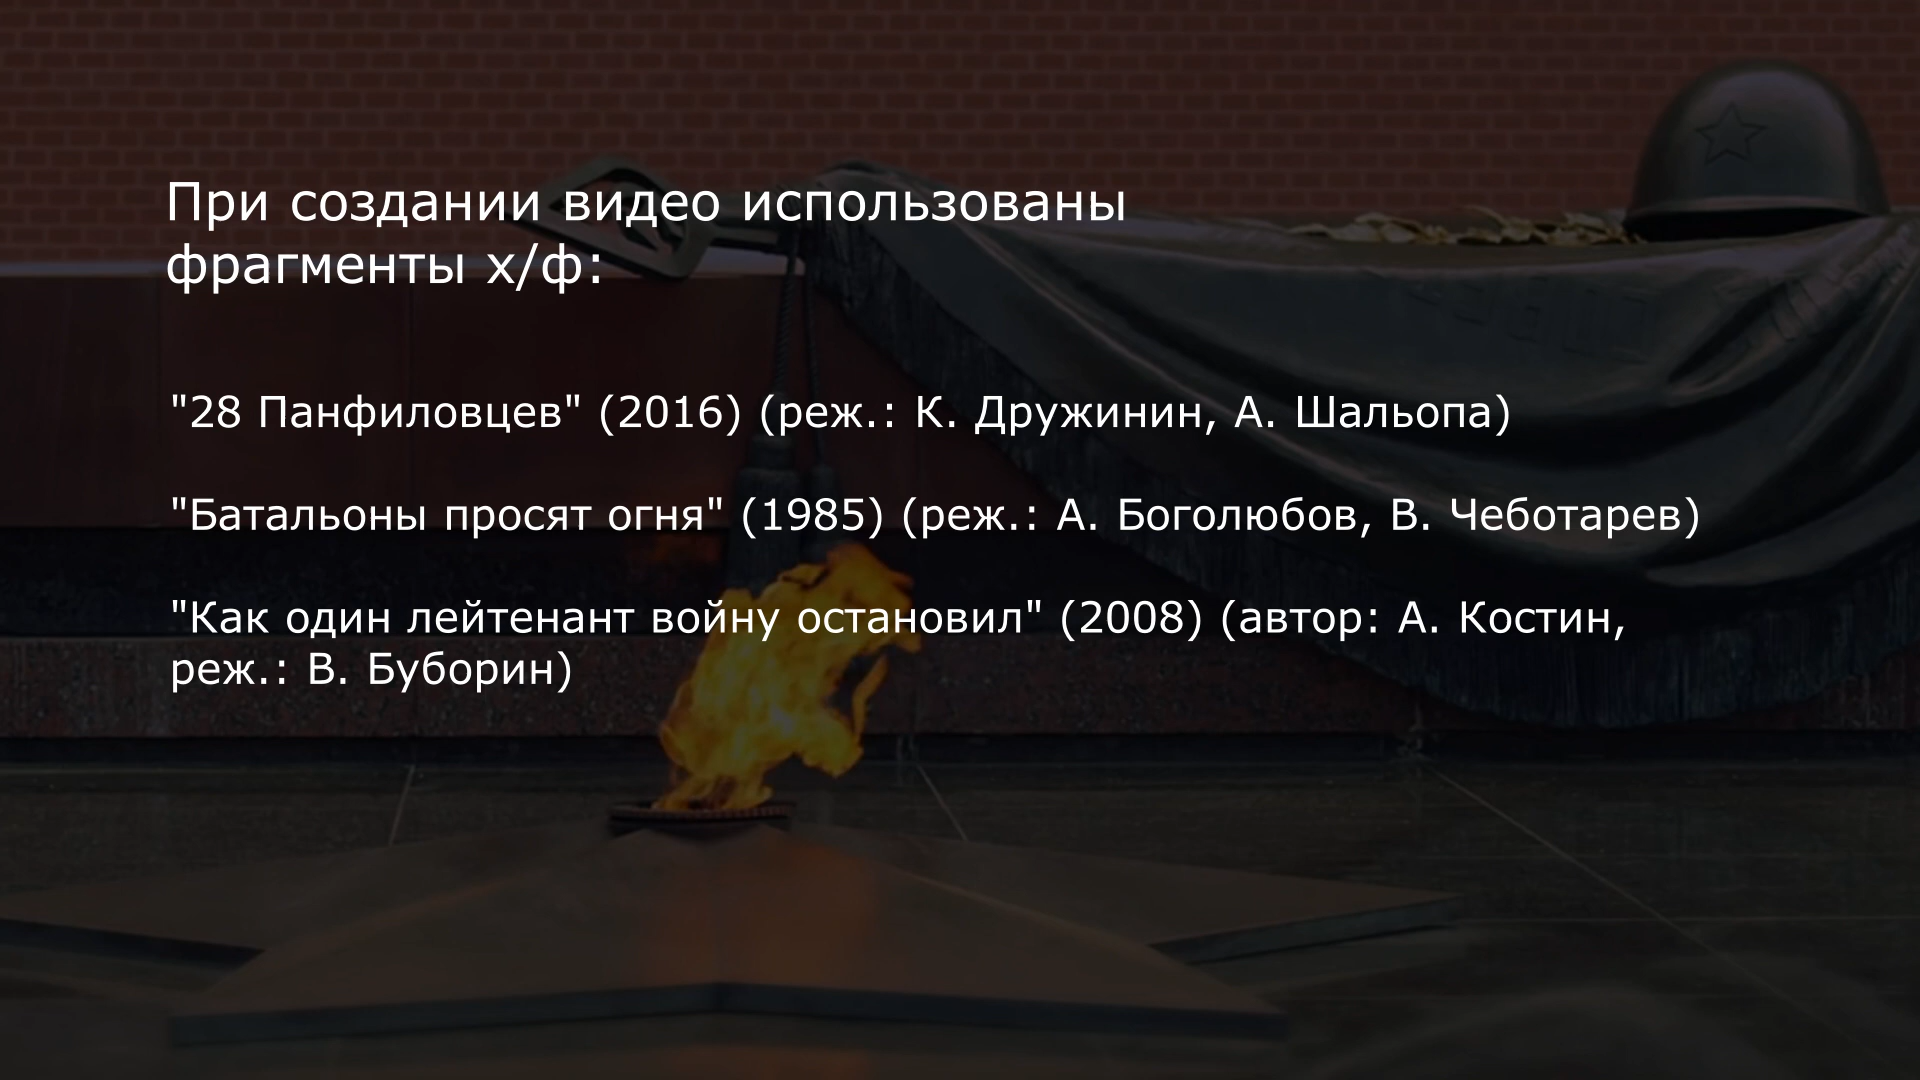 При создании видео использованы
фрагменты х/ф:
"28 Панфиловцев" (2016) (реж.: К. Дружинин, А. Шальопа)
"Батальоны просят огня" (1985) (реж.: А. Боголюбов, В. Чеботарев)
"Как один лейтенант войну остановил" (2008) (автор: А. Костин,
реж.: В. Буборин)